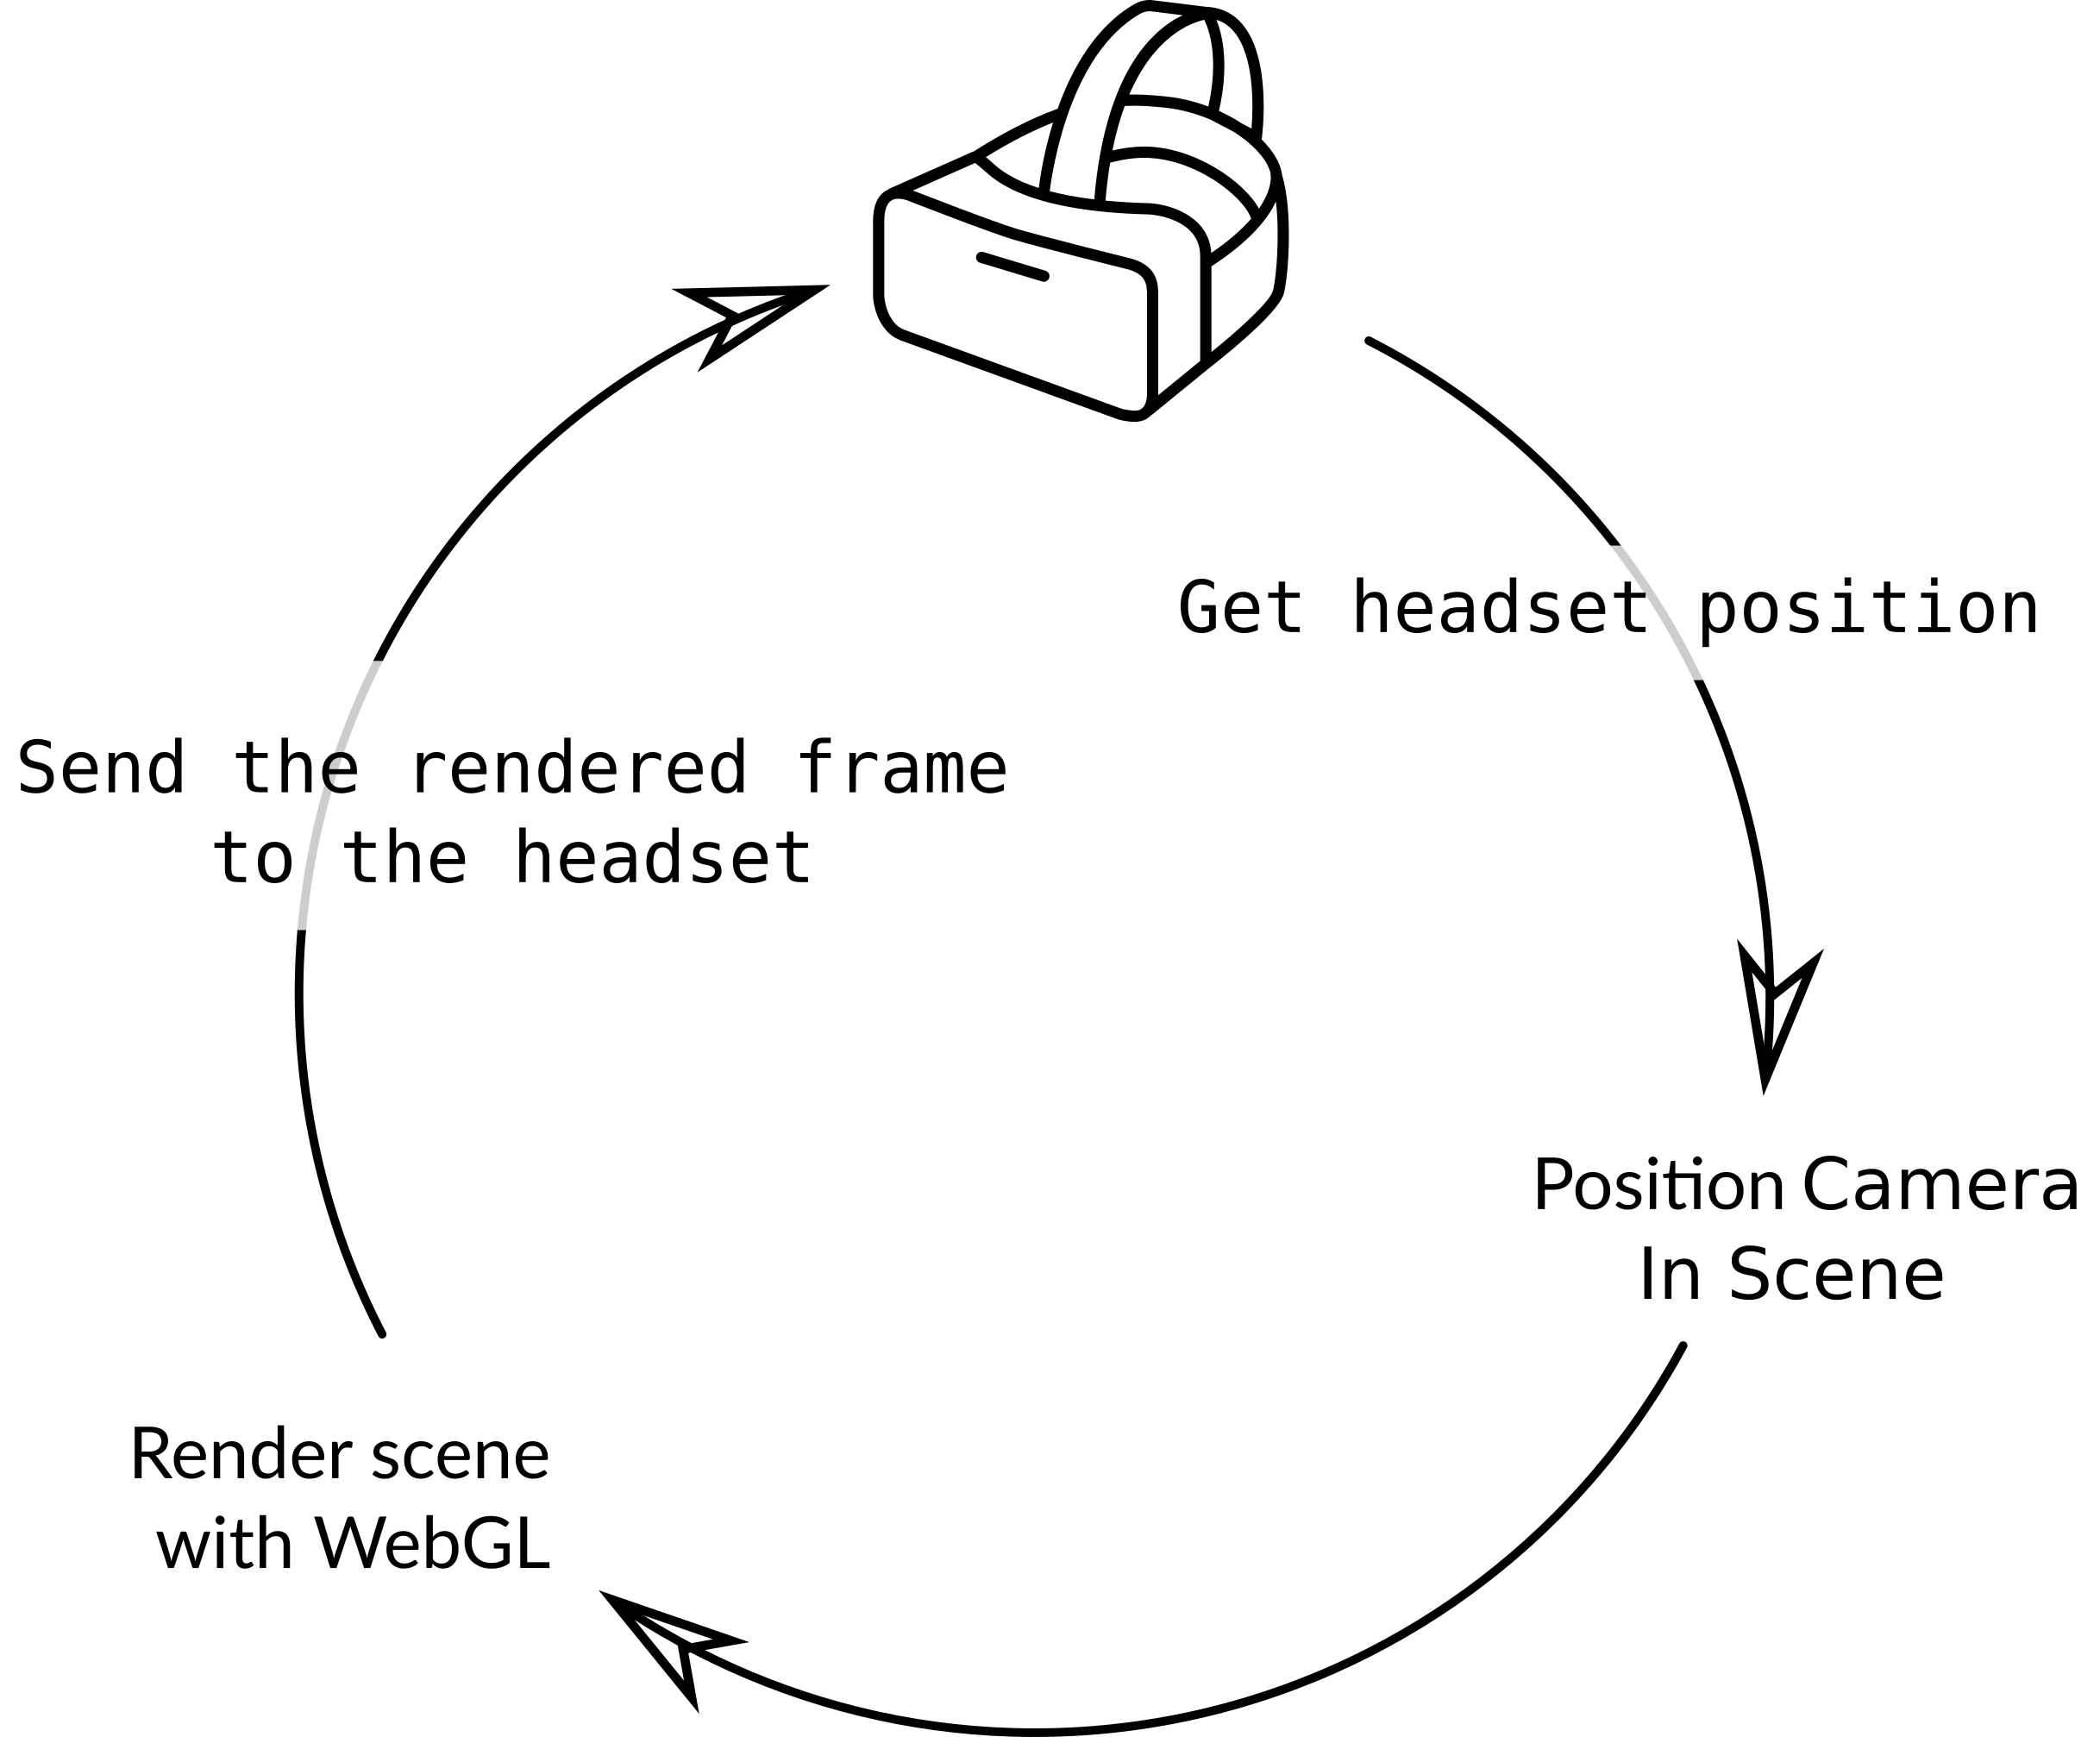 Get headset position
Send the rendered frame
to the headset
Position Camera
In Scene
Render scene
with WebGL